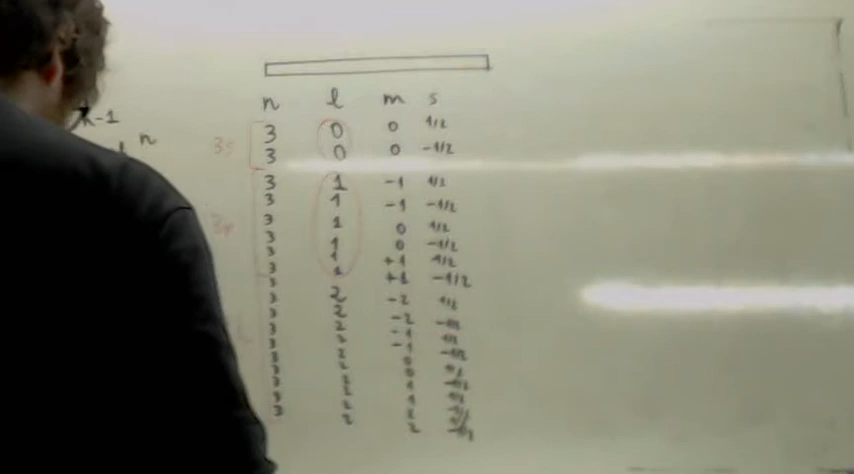 n l m s
3s 3 0 0 1/2
3 0 0 -1/2
3 1 -1 1/2
3 1 -1 -1/2
3p 3 1 0 1/2
3 1 0 -1/2
3 1 +1 1/2
3 1 +1 -1/2
3 2 -2 1/2
3 2 -2 -1/2
3 2 -1 1/2
3 2 -1 -1/2
3 2 0 1/2
3 2 0 -1/2
3 2 1 1/2
3 2 1 -1/2
3 2 2 1/2
3 2 2 -1/2
n